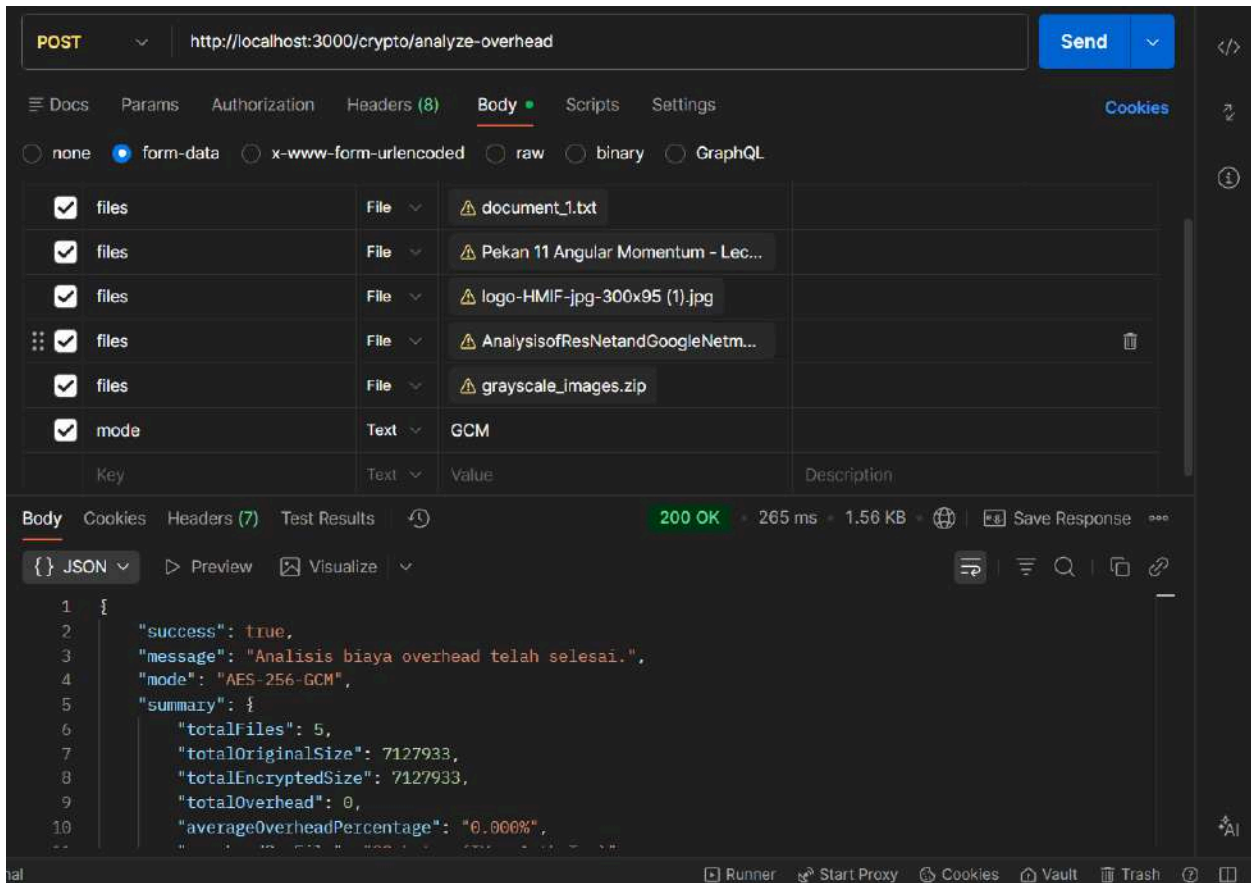 POST http://localhost:3000/crypto/analyze-overhead Send
Docs Params Authorization Headers (8) Body Scripts Settings Cookies
none form-data x-www-form-urlencoded raw binary GraphQL
files File document_1.txt
files File Pekan 11 Angular Momentum - Lec...
files File logo-HMIF-jpg-300x95 (1).jpg
files File AnalysisofResNetandGoogleNetm...
files File grayscale_images.zip
mode Text GCM
Key Text Value Description
Body Cookies Headers (7) Test Results 200 OK 265 ms 1.56 KB e.g. Save Response
{} JSON Preview Visualize
1 {
2 "success": true,
3 "message": "Analisis biaya overhead telah selesai.",
4 "mode": "AES-256-GCM",
5 "summary": {
6 "totalFiles": 5,
7 "totalOriginalSize": 7127933,
8 "totalEncryptedSize": 7127933,
9 "totalOverhead": 0,
10 "averageOverheadPercentage": "0.000%",
AI
nal Runner Start Proxy Cookies Vault Trash